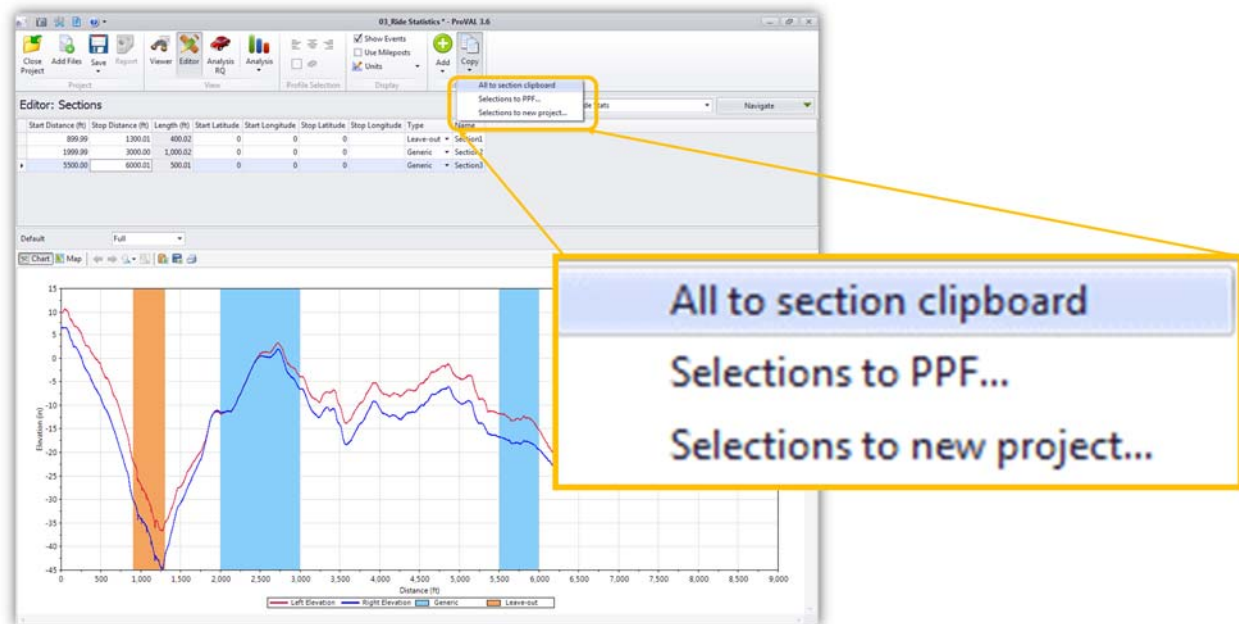 03_Ride Statistics * - ProVAL 3.6
Close Project
Add Files
Save
Report
Viewer
Editor
Analysis RQ
Analysis
Show Events
Use Mileposts
Units
Add
Copy
Project
View
Profile Selection
Display
All to section clipboard
Selections to PPF...
Selections to new project...
Editor: Sections
Navigate
Start Distance (ft) Stop Distance (ft) Length (ft) Start Latitude Start Longitude Stop Latitude Stop Longitude Type Name
899.99 1300.01 400.02 0 0 0 Leave-out Section1
1999.99 3000.00 1,000.02 0 0 0 Generic Section2
5500.00 6000.01 500.01 0 0 0 Generic Section3
Default Full
Chart Map
All to section clipboard
Selections to PPF...
Selections to new project...
15
10
5
0
-5
-10
-15
-20
-25
-30
-35
-40
-45
Elevation (in)
0 500 1,000 1,500 2,000 2,500 3,000 3,500 4,000 4,500 5,000 5,500 6,000 6,500 7,000 7,500 8,000 8,500 9,000
Distance (ft)
Left Elevation Right Elevation Generic Leave-out